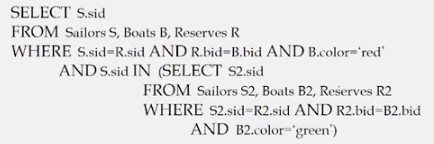 SELECT S.sid
FROM Sailors S, Boats B, Reserves R
WHERE S.sid=R.sid AND R.bid=B.bid AND B.color=‘red’
AND S.sid IN (SELECT S2.sid
FROM Sailors S2, Boats B2, Reserves R2
WHERE S2.sid=R2.sid AND R2.bid=B2.bid
AND B2.color=‘green’)